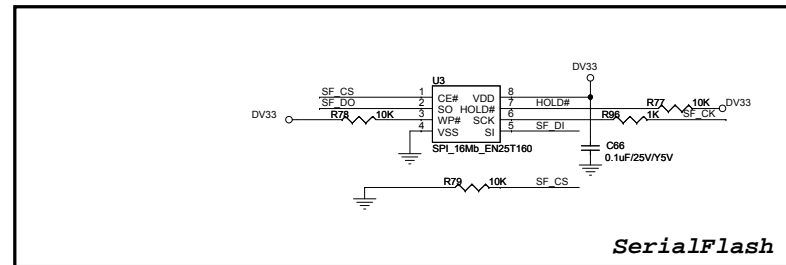 DV33
U3
SF_CS 1 CE# VDD 8
SF_DO 2 SO HOLD# 7 HOLD# R77 10K DV33
DV33 R78 10K 3 WP# SCK 6 R96 1K SF_CK
4 VSS SI 5 SF_DI
SPI_16Mb_EN25T160
C66
0.1uF/25V/Y5V
R79 10K SF_CS
SerialFlash